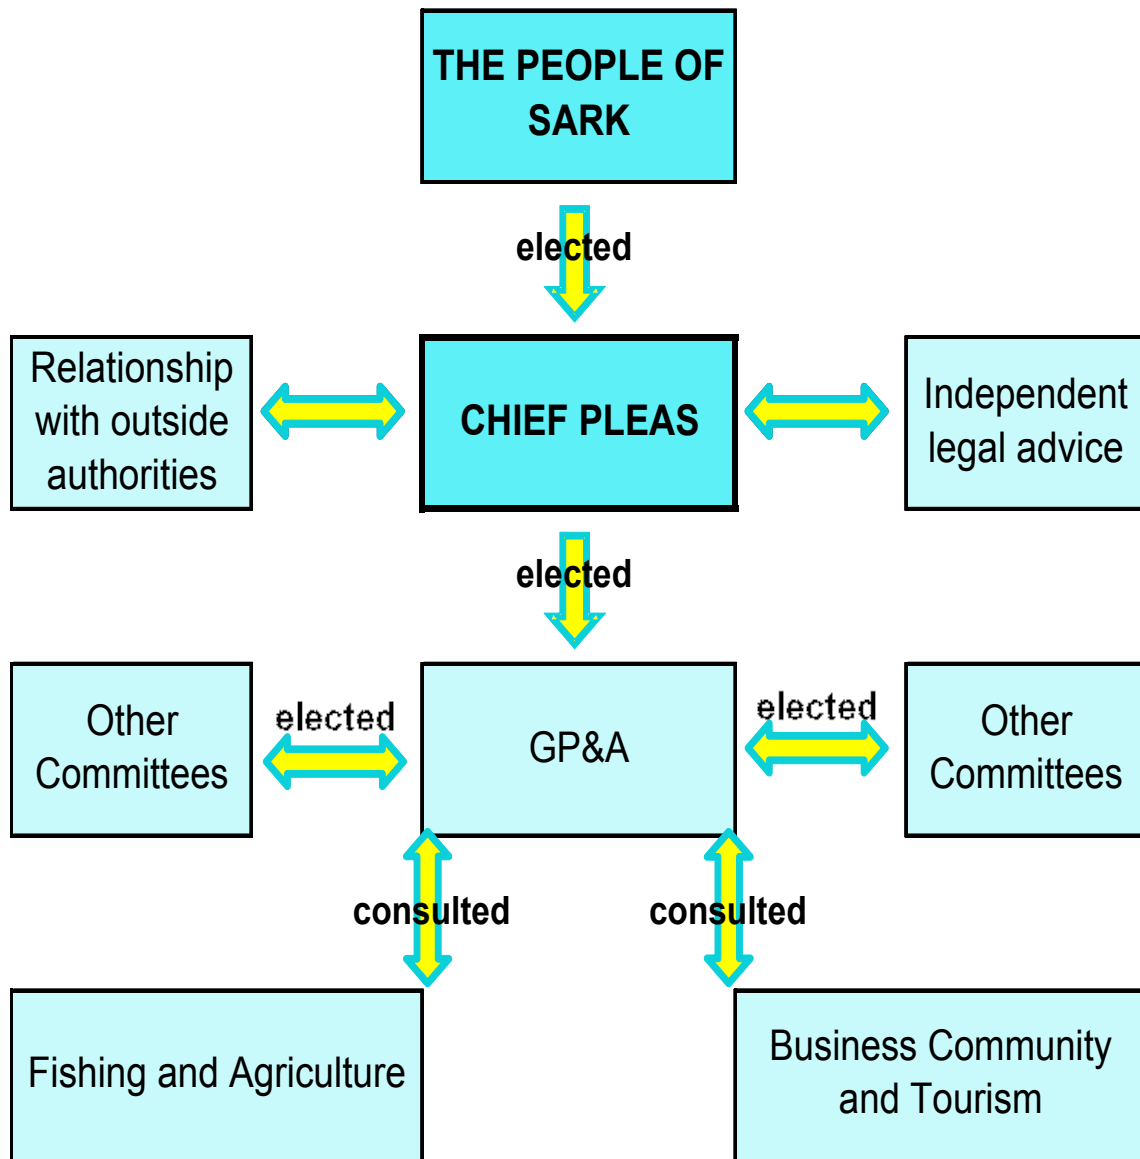 THE PEOPLE OF
SARK
elected
Relationship
with outside
authorities
CHIEF PLEAS
Independent
legal advice
elected
Other
Committees
elected
GP&A
elected
Other
Committees
consulted
consulted
Fishing and Agriculture
Business Community
and Tourism